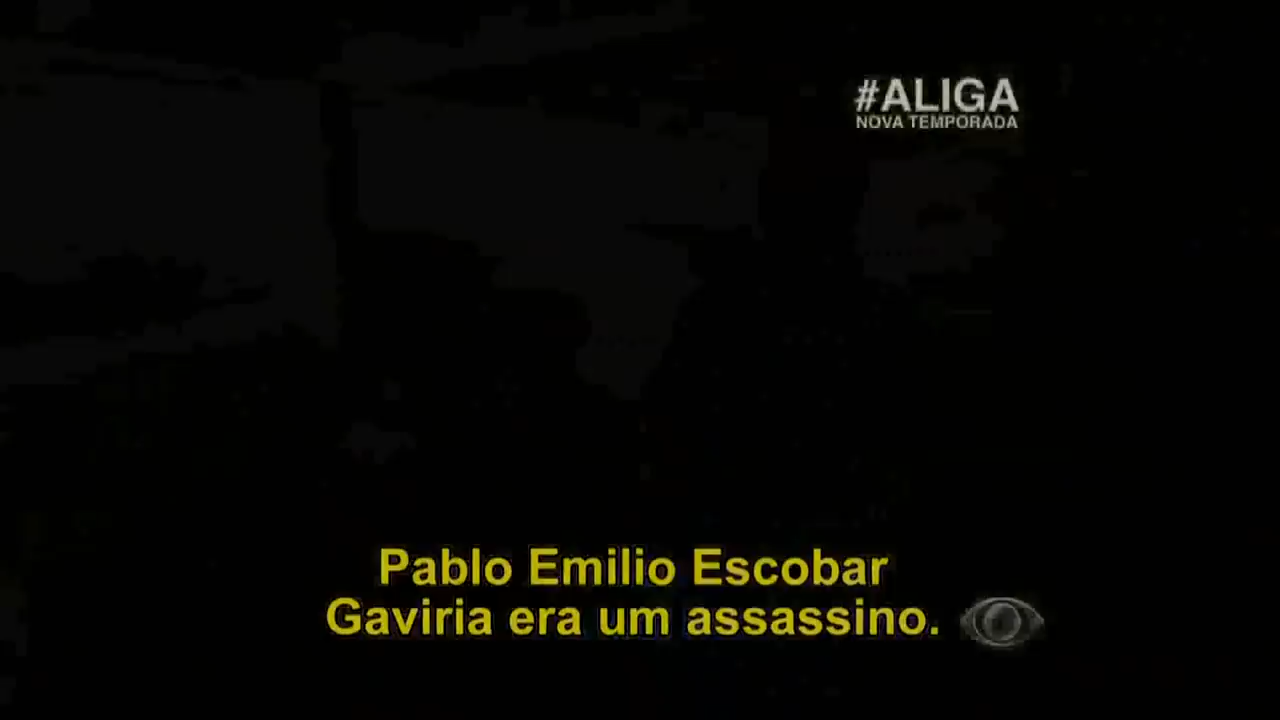 #ALIGA
NOVA TEMPORADA
Pablo Emilio Escobar
Gaviria era um assassino.